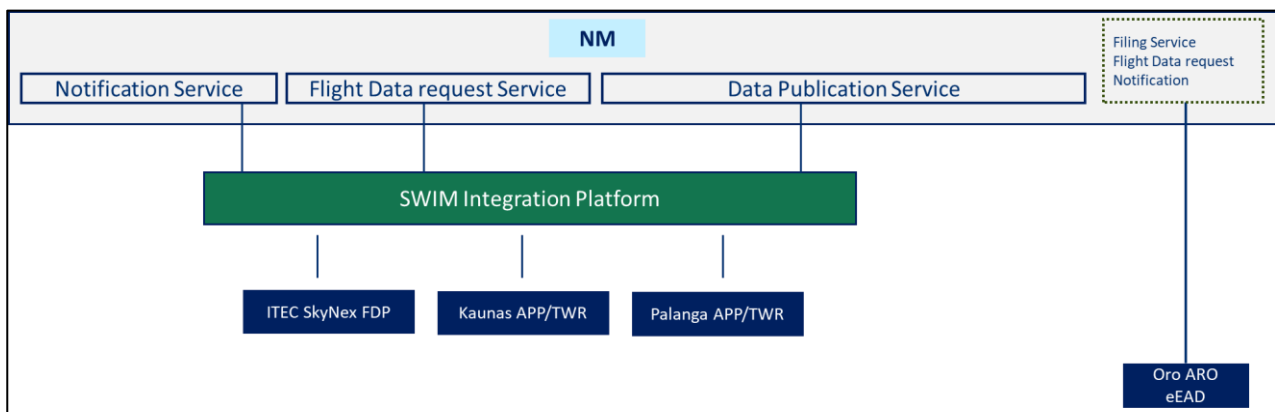 NM
Notification Service
Flight Data request Service
Data Publication Service
Filing Service
Flight Data request
Notification
SWIM Integration Platform
ITEC SkyNex FDP
Kaunas APP/TWR
Palanga APP/TWR
Oro ARO
eEAD